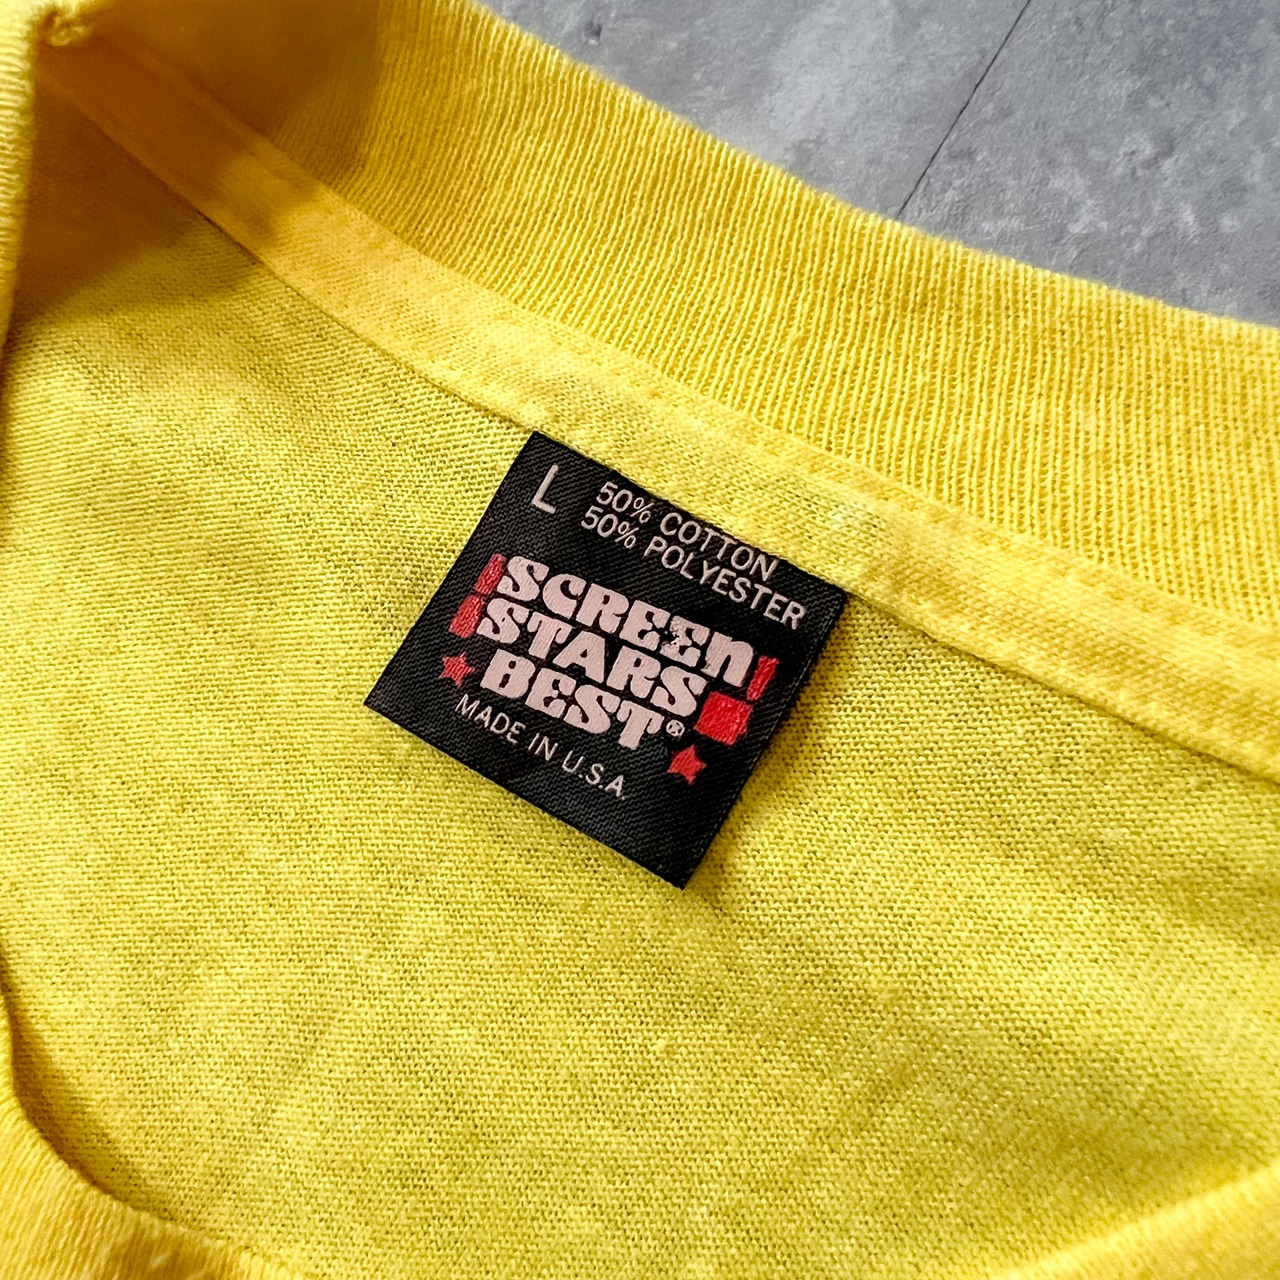 L
50% COTTON
50% POLYESTER
SCREEN
STARS
BEST®
MADE IN U.S.A.